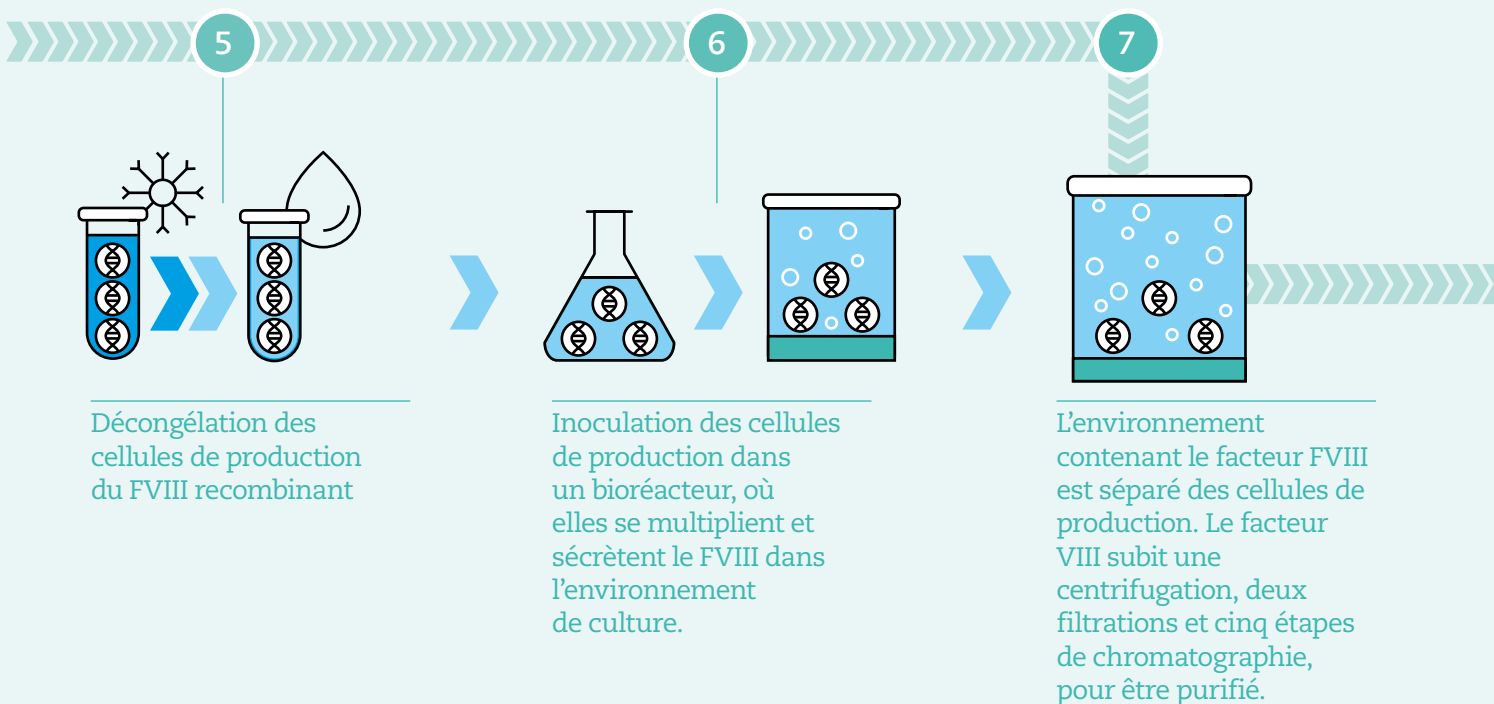 5
6
7
Décongélation des
cellules de production
du FVIII recombinant
Inoculation des cellules
de production dans
un bioréacteur, où
elles se multiplient et
sécrètent le FVIII dans
l’environnement
de culture.
L’environnement
contenant le facteur FVIII
est séparé des cellules de
production. Le facteur
VIII subit une
centrifugation, deux
filtrations et cinq étapes
de chromatographie,
pour être purifié.